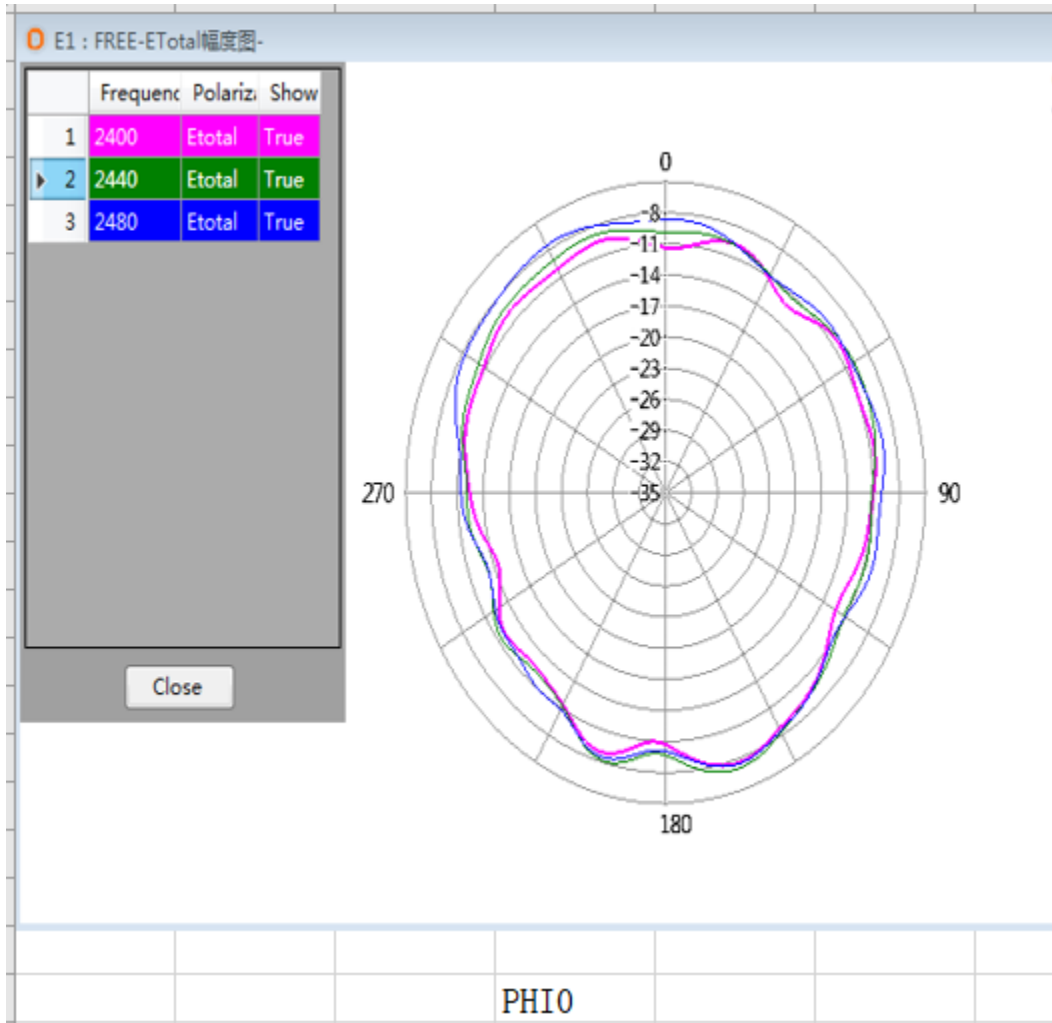 E1 : FREE-ETotal幅度图-
Frequenc Polariz Show
1 2400 Etotal True
2 2440 Etotal True
3 2480 Etotal True
Close
0
-8
-11
-14
-17
-20
-23
-26
-29
-32
-35
270
90
180
PHI0